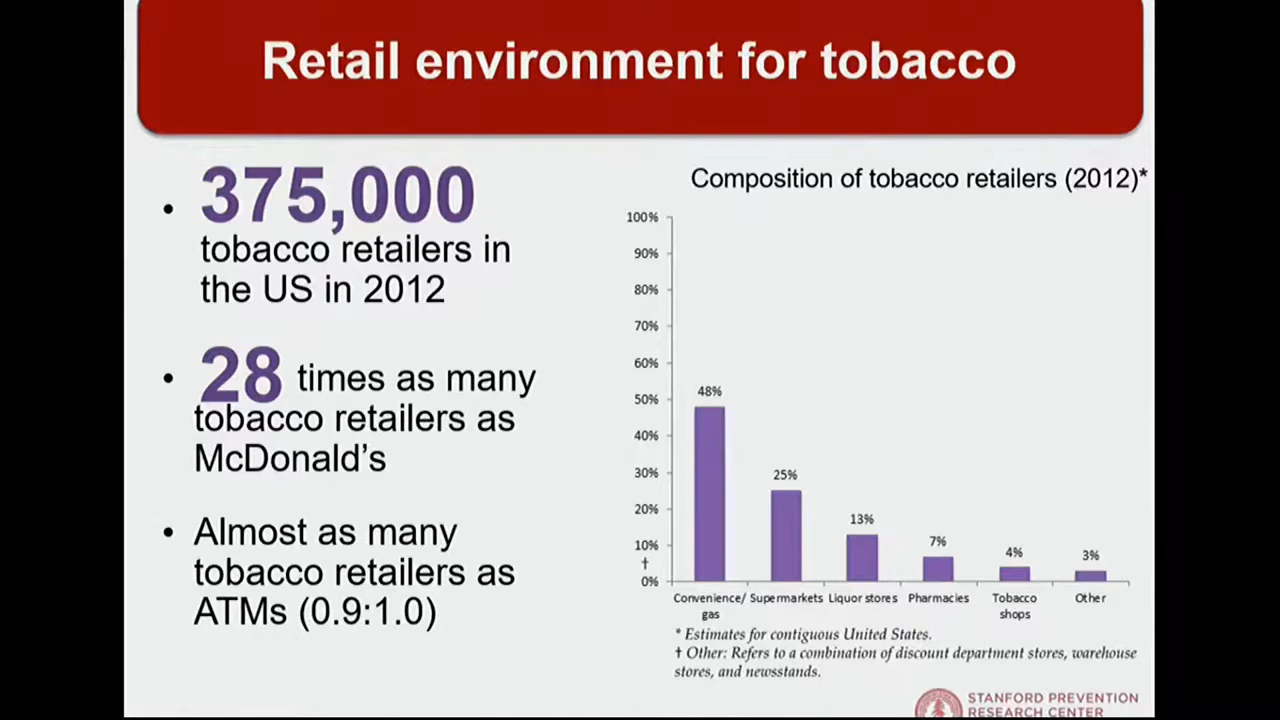 Retail environment for tobacco
• 375,000
tobacco retailers in
the US in 2012
• 28 times as many
tobacco retailers as
McDonald’s
• Almost as many
tobacco retailers as
ATMs (0.9:1.0)
Composition of tobacco retailers (2012)*
100%
90%
80%
70%
60%
50%
40%
30%
20%
10%
†
0%
48%
25%
13%
7%
4%
3%
Convenience/
gas
Supermarkets
Liquor stores
Pharmacies
Tobacco
shops
Other
* Estimates for contiguous United States.
† Other: Refers to a combination of discount department stores, warehouse
stores, and newsstands.
STANFORD PREVENTION
RESEARCH CENTER